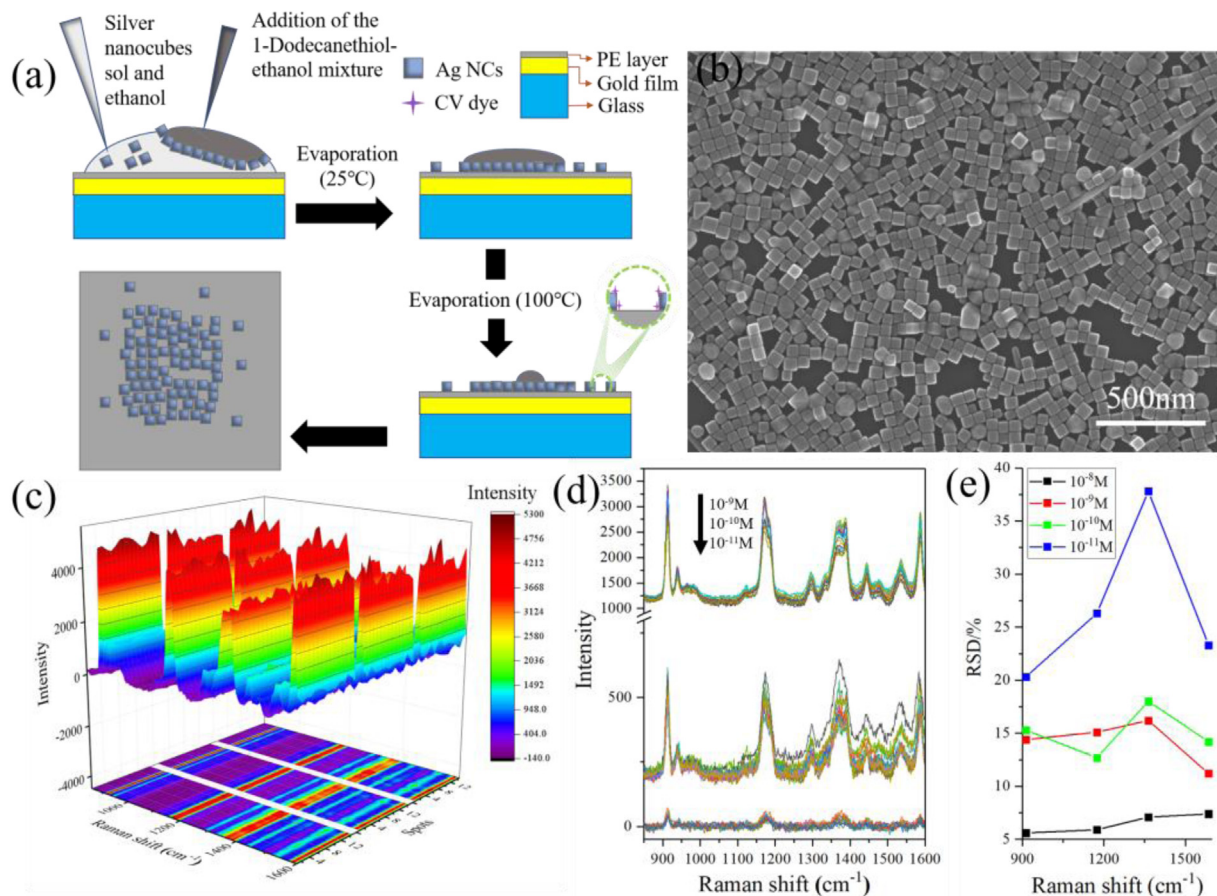 (a)
Silver
nanocubes
sol and
ethanol
Addition of the
1-Dodecanethiol-
ethanol mixture
Ag NCs
CV dye
PE layer
Gold film
Glass
Evaporation
(25℃)
Evaporation (100℃)
(b)
500nm
(c)
Intensity
5300
4848
4212
3668
3124
2580
2036
1492
948.0
404.0
-140.0
4000
2000
0
-2000
-4000
Intensity
1000
1200
1400
1600
Raman shift (cm⁻¹)
Spots
(d)
3500
3000
2500
2000
1500
1000
500
0
Intensity
10⁻⁹M
10⁻¹⁰M
10⁻¹¹M
900 1000 1100 1200 1300 1400 1500 1600
Raman shift (cm⁻¹)
(e)
40
35
30
25
20
15
10
5
RSD/%
10⁻⁸M
10⁻⁹M
10⁻¹⁰M
10⁻¹¹M
900 1200 1500
Raman shift (cm⁻¹)